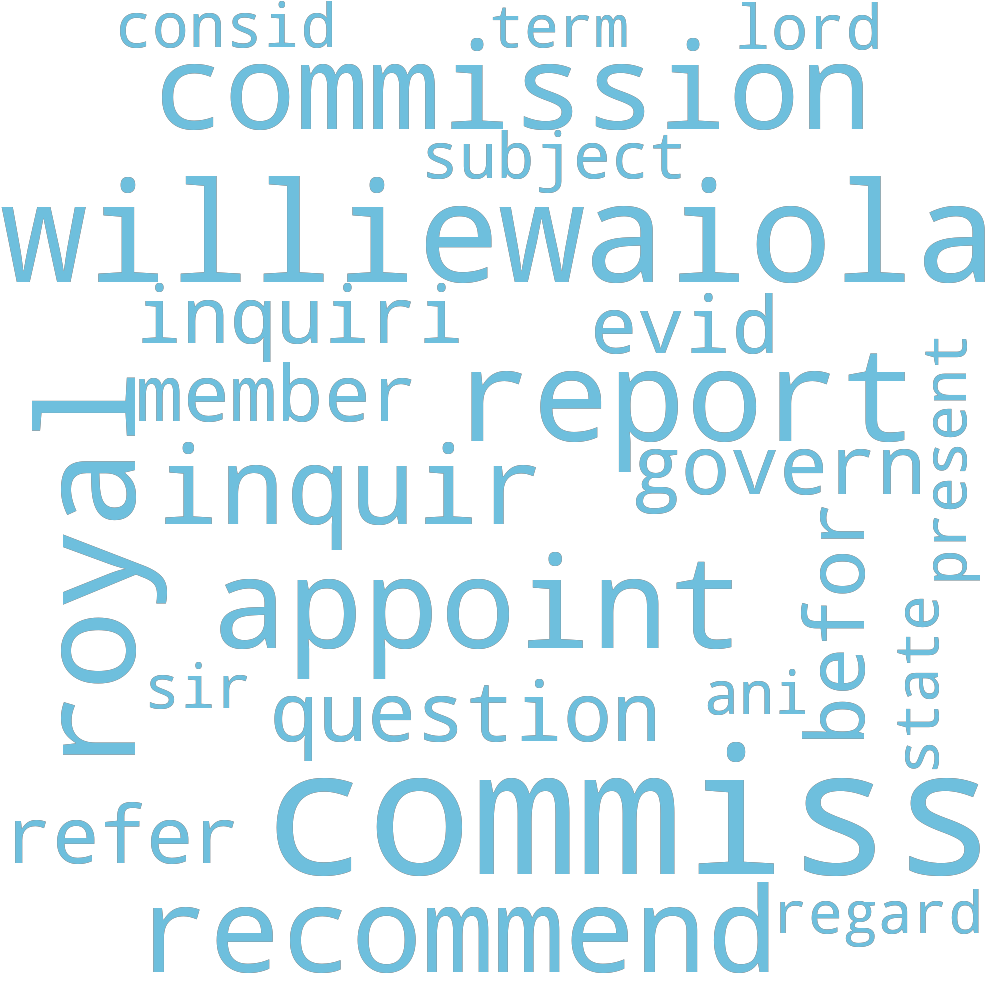 consid term lord
commission
subject
williewaiola
inquiri evid
member report
present
royal
inquir govern
before
appoint
state
sir question ani
commiss
refer
recommend regard